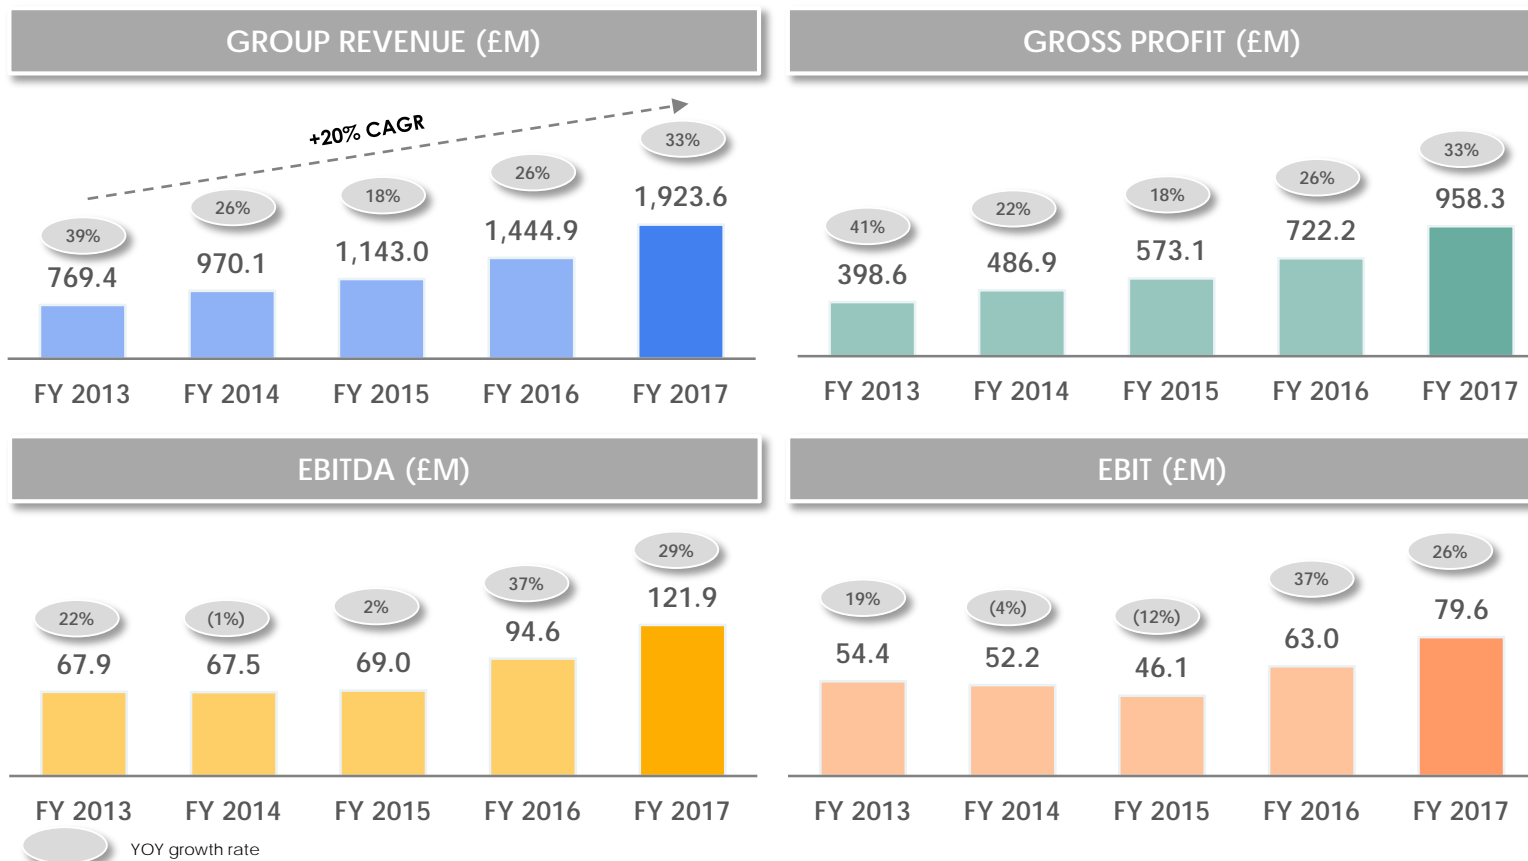 GROUP REVENUE (£M)
+20% CAGR
39%
26%
18%
26%
33%
769.4
970.1
1,143.0
1,444.9
1,923.6
FY 2013
FY 2014
FY 2015
FY 2016
FY 2017
GROSS PROFIT (£M)
41%
22%
18%
26%
33%
398.6
486.9
573.1
722.2
958.3
FY 2013
FY 2014
FY 2015
FY 2016
FY 2017
EBITDA (£M)
22%
(1%)
2%
37%
29%
67.9
67.5
69.0
94.6
121.9
FY 2013
FY 2014
FY 2015
FY 2016
FY 2017
EBIT (£M)
19%
(4%)
(12%)
37%
26%
54.4
52.2
46.1
63.0
79.6
FY 2013
FY 2014
FY 2015
FY 2016
FY 2017
YOY growth rate